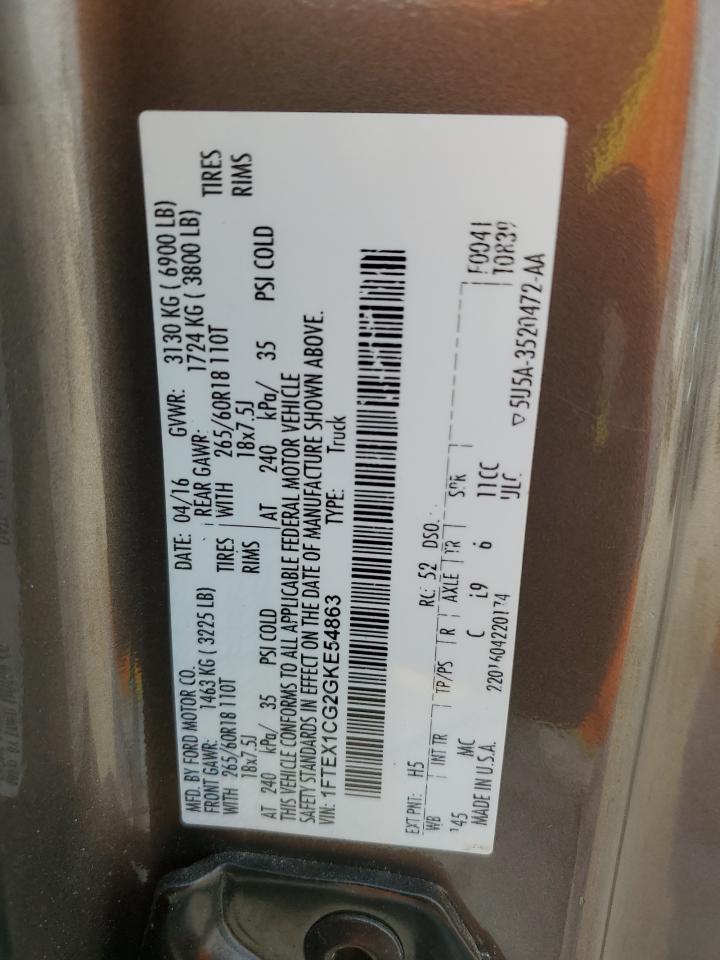 MFD. BY FORD MOTOR CO.
DATE: 04/16 GVWR: 3130 KG ( 6900 LB)
FRONT GAWR: 1463 KG ( 3225 LB)
REAR GAWR: 1724 KG ( 3800 LB)
WITH 265/60R18 110T TIRES
WITH 265/60R18 110T TIRES
18x7.5J RIMS
18x7.5J RIMS
AT 240 kPa/ 35 PSI COLD
AT 240 kPa/ 35 PSI COLD
THIS VEHICLE CONFORMS TO ALL APPLICABLE FEDERAL MOTOR VEHICLE
SAFETY STANDARDS IN EFFECT ON THE DATE OF MANUFACTURE SHOWN ABOVE.
VIN: 1FTEX1CG2GKE54863 TYPE: Truck
EXT PNT: H5 RC: 52 DSO:
WB INT TR TP/PS R AXLE TR SPR
145 MC C L9 6 11CC
MADE IN U.S.A. ULC
F0041
T0839
▽ 5U5A-3520472-AA